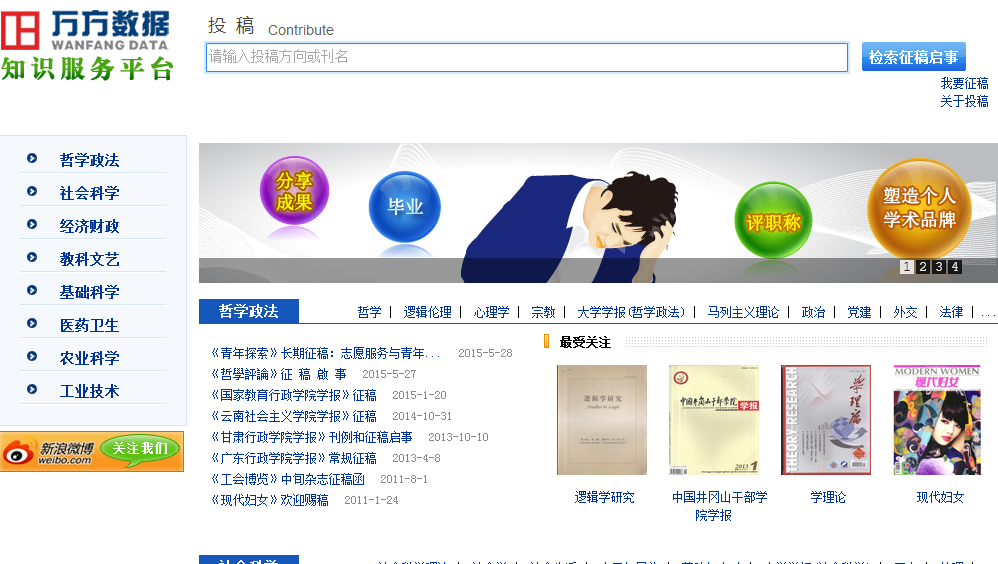 万方数据
WANFANG DATA
知识服务平台
投 稿 Contribute
请输入投稿方向或刊名
检索征稿启事
我要征稿
关于投稿
哲学政法
社会科学
经济财政
教科文艺
基础科学
医药卫生
农业科学
工业技术
新浪微博
weibo.com
关注我们
分享
成果
毕业
评职称
塑造个人
学术品牌
1 2 3 4
哲学政法
哲学 | 逻辑伦理 | 心理学 | 宗教 | 大学学报(哲学政法) | 马列主义理论 | 政治 | 党建 | 外交 | 法律 | ...
《青年探索》长期征稿：志愿服务与青年... 2015-5-28
《哲學評論》征 稿 啟 事 2015-5-27
《国家教育行政学院学报》征稿 2015-1-20
《云南社会主义学院学报》征稿 2014-10-31
《甘肃行政学院学报》刊例和征稿启事 2013-10-10
《广东行政学院学报》常规征稿 2013-4-8
《工会博览》中旬杂志征稿函 2011-8-1
《现代妇女》欢迎赐稿 2011-1-24
最受关注
逻辑学研究
Studies in Logic
中国井冈山干部学院
学报
2013 1
THEORY RESEARCH
学理论
MODERN WOMEN
现代妇女
逻辑学研究
中国井冈山干部学
院学报
学理论
现代妇女
社会科学